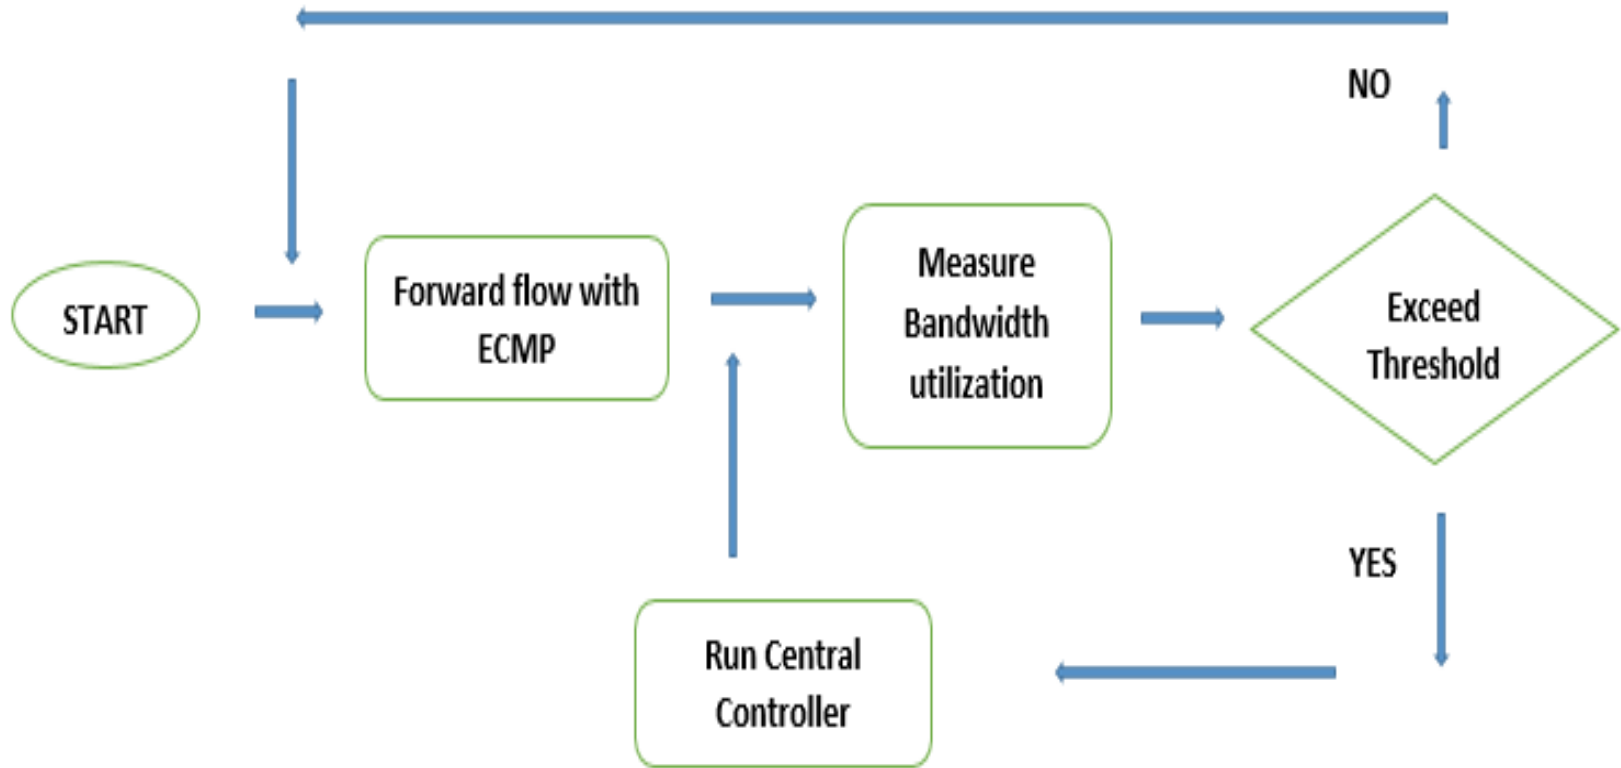 NO
START
Forward flow with
ECMP
Measure
Bandwidth
utilization
Exceed
Threshold
YES
Run Central
Controller